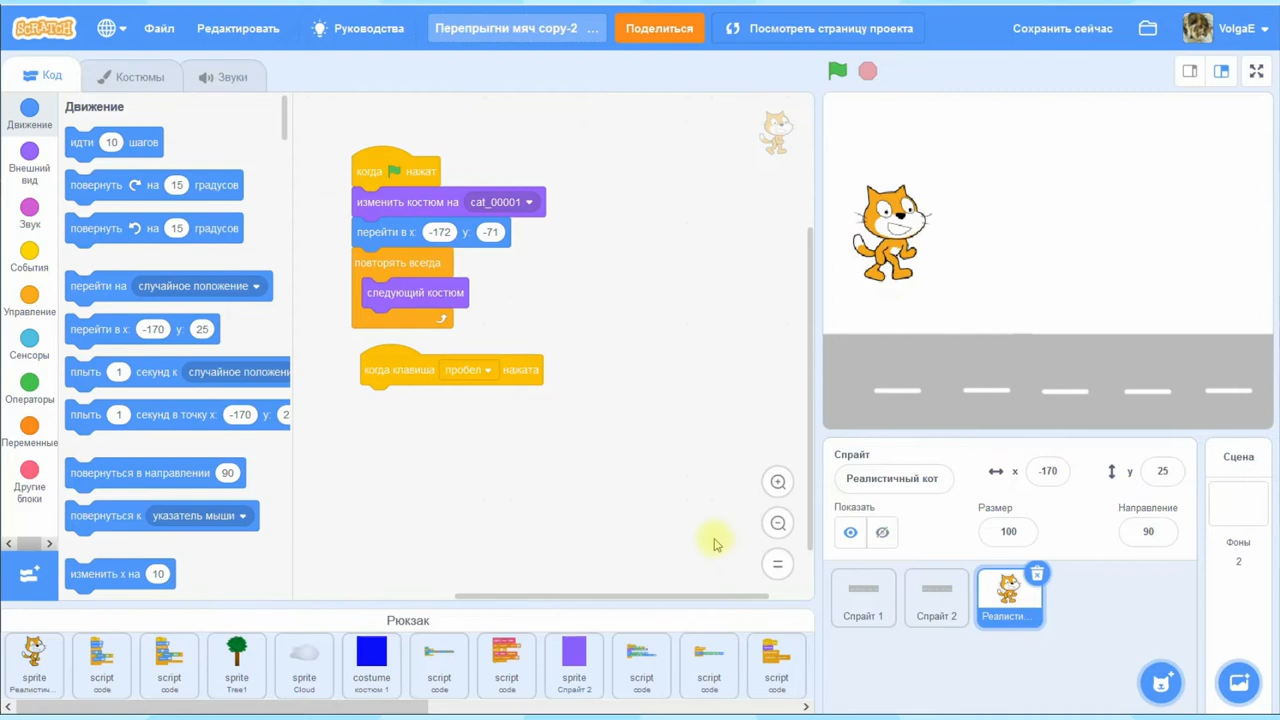 SCRATCH
Файл
Редактировать
Руководства
Перепрыгни мяч copy-2 ...
Поделиться
Посмотреть страницу проекта
Сохранить сейчас
VolgaE
Код
Костюмы
Звуки
Движение
Внешний вид
Звук
События
Управление
Сенсоры
Операторы
Переменные
Другие блоки
Движение
идти 10 шагов
повернуть на 15 градусов
повернуть на 15 градусов
перейти на случайное положение
перейти в x: -170 y: 25
плыть 1 секунд к случайное положени
плыть 1 секунд в точку x: -170 y: 2
повернуться в направлении 90
повернуться к указатель мыши
изменить x на 10
когда нажат
изменить костюм на cat_00001
перейти в x: -172 y: -71
повторять всегда
следующий костюм
когда клавиша пробел нажата
Спрайт
Реалистичный кот
x -170
y 25
Показать
Размер
100
Направление
90
Спрайт 1
Спрайт 2
Реалисти...
Сцена
Фоны
2
Рюкзак
sprite
Реалистич...
script
code
script
code
sprite
Tree1
sprite
Cloud
costume
костюм 1
script
code
script
code
sprite
Спрайт 2
script
code
script
code
script
code